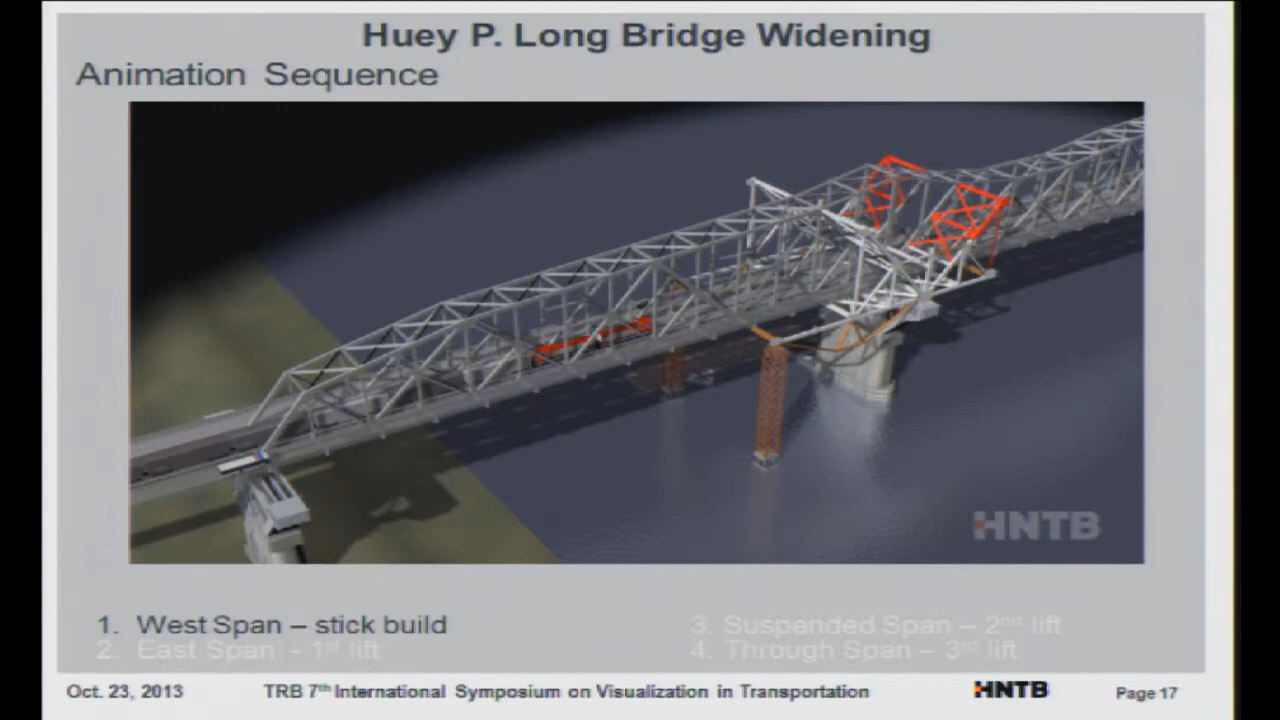 Huey P. Long Bridge Widening
Animation Sequence
HNTB
1. West Span – stick build
2. East Span - 1st lift
3. Suspended Span – 2nd lift
4. Through Span – 3rd lift
Oct. 23, 2013
TRB 7th International Symposium on Visualization in Transportation
HNTB
Page 17